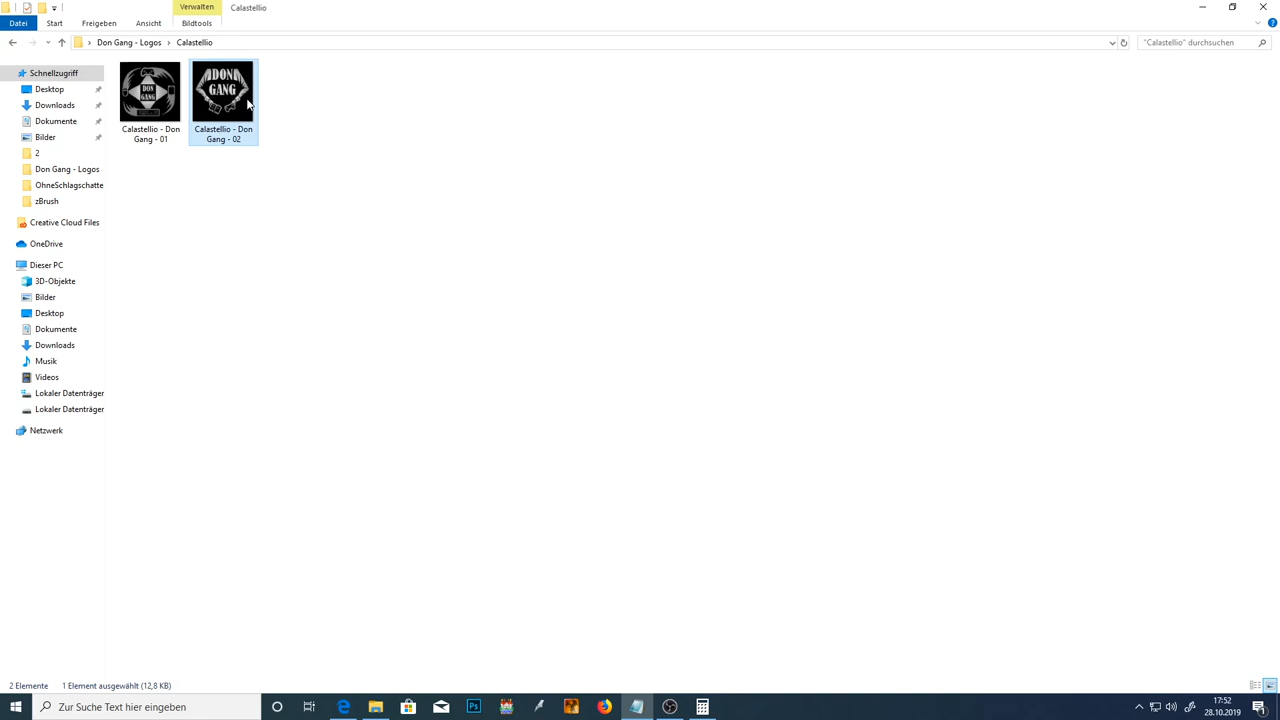 Verwalten
Calastellio
Datei
Start
Freigeben
Ansicht
Bildtools
Don Gang - Logos
Calastellio
"Calastellio" durchsuchen
Schnellzugriff
Desktop
Downloads
Dokumente
Bilder
2
Don Gang - Logos
OhneSchlagschatte
zBrush
Creative Cloud Files
OneDrive
Dieser PC
3D-Objekte
Bilder
Desktop
Dokumente
Downloads
Musik
Videos
Lokaler Datenträger
Lokaler Datenträger
Netzwerk
DON
GANG
Calastellio - Don
Gang - 01
DON
GANG
Calastellio - Don
Gang - 02
2 Elemente
1 Element ausgewählt (12,8 KB)
Zur Suche Text hier eingeben
Ps
17:52
28.10.2019
1